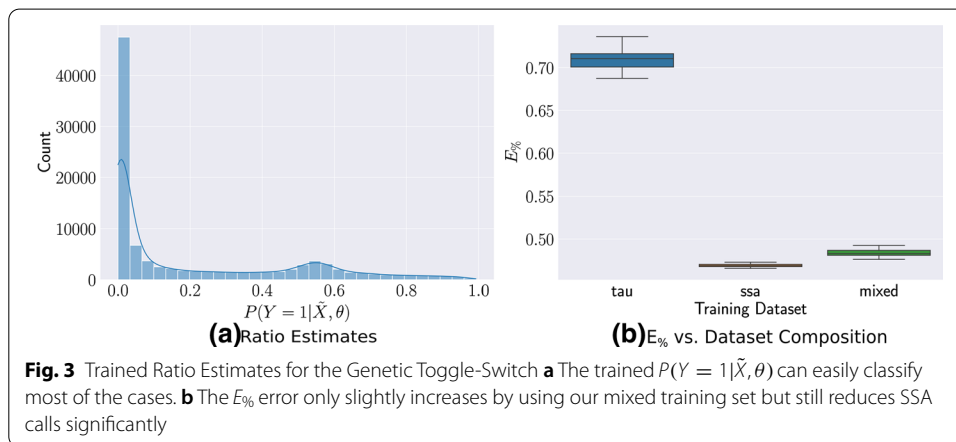 40000
30000
20000
10000
0
Count
0.0 0.2 0.4 0.6 0.8 1.0
P(Y = 1|X̃, θ)
(a) Ratio Estimates
0.70
0.65
0.60
0.55
0.50
E%
tau ssa mixed
Training Dataset
(b) E% vs. Dataset Composition
Fig. 3 Trained Ratio Estimates for the Genetic Toggle-Switch a The trained P(Y = 1|X̃, θ) can easily classify
most of the cases. b The E% error only slightly increases by using our mixed training set but still reduces SSA
calls significantly